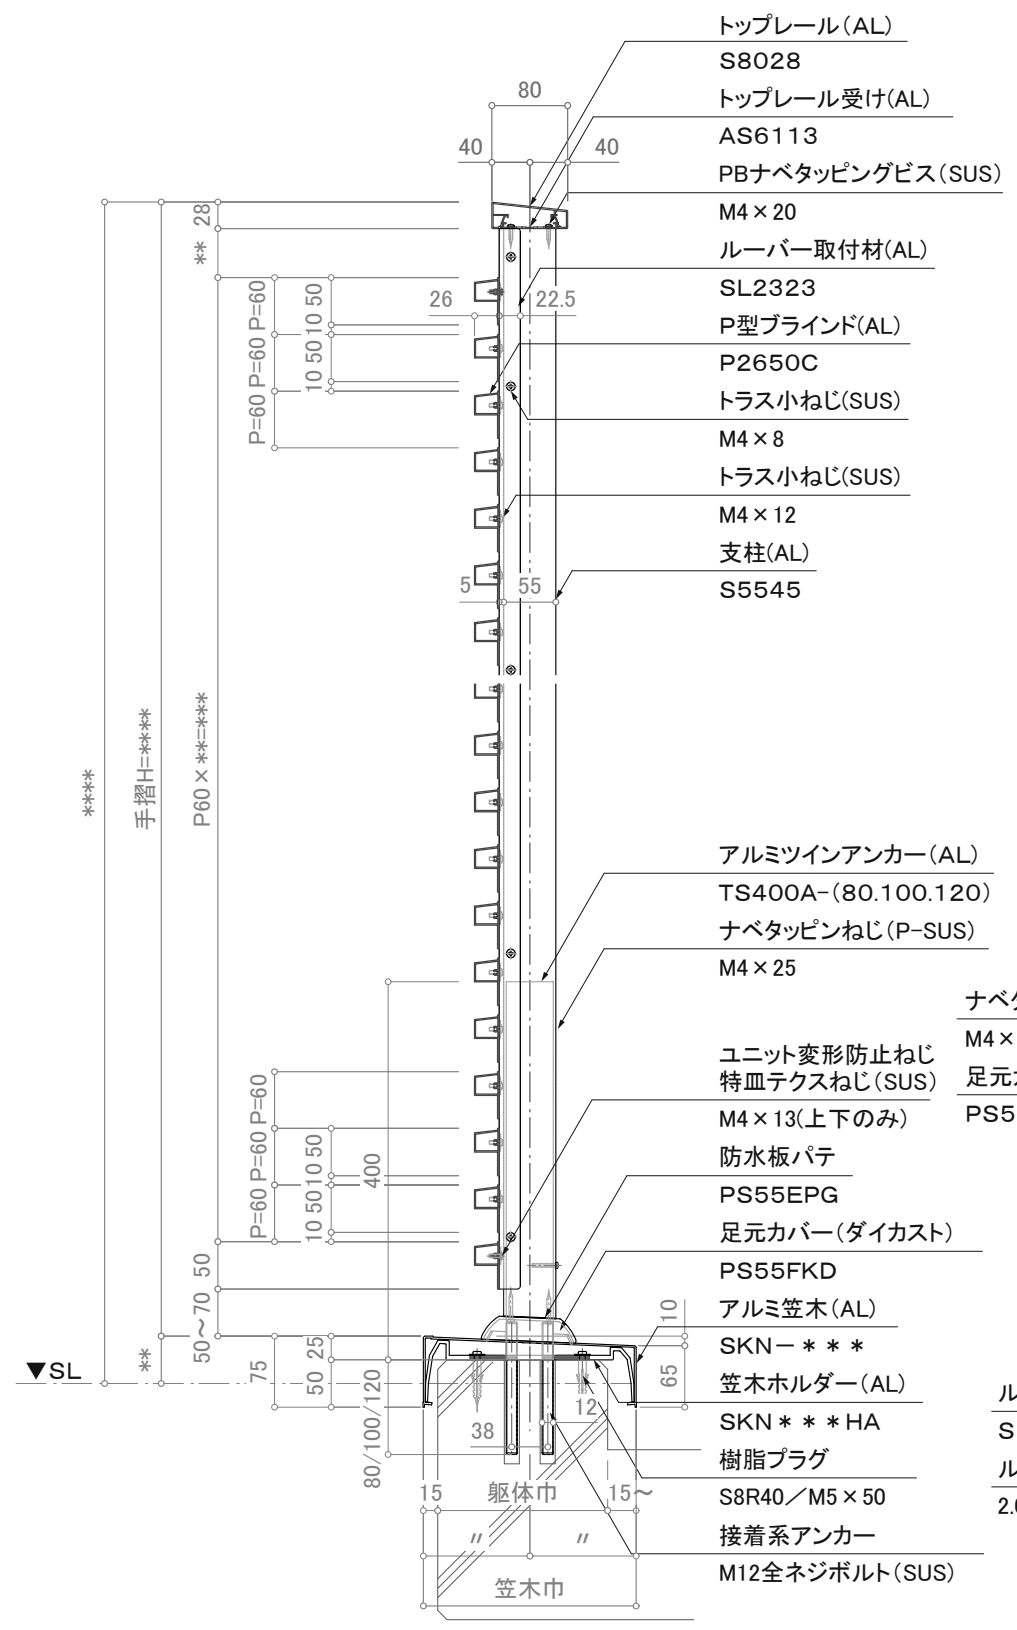 トップレール(AL)
S8028
トップレール受け(AL)
AS6113
PBナベタッピングビス(SUS)
M4×20
ルーバー取付材(AL)
SL2323
P型ブラインド(AL)
P2650C
トラス小ねじ(SUS)
M4×8
トラス小ねじ(SUS)
M4×12
支柱(AL)
S5545
アルミツインアンカー(AL)
TS400A-(80.100.120)
ナベタッピンねじ(P-SUS)
M4×25
ユニット変形防止ねじ
特皿テクスねじ(SUS)
M4×13(上下のみ)
防水板パテ
PS55EPG
足元カバー(ダイカスト)
PS55FKD
アルミ笠木(AL)
SKN-***
笠木ホルダー(AL)
SKN***HA
樹脂プラグ
S8R40/M5×50
接着系アンカー
M12全ネジボルト(SUS)
80
40
40
28
**
P=60
P=60
P=60
50
10
50
10
26
22.5
5
55
****
手摺H=****
P60×**=***
400
P=60
P=60
P=60
50
10
50
10
50
50~70
**
75
25
50
80/100/120
10
65
▼SL
38
12
15
躯体巾
15~
〃
〃
笠木巾
ナベ
M4×
足元
PS5
ル
S
ル
2.